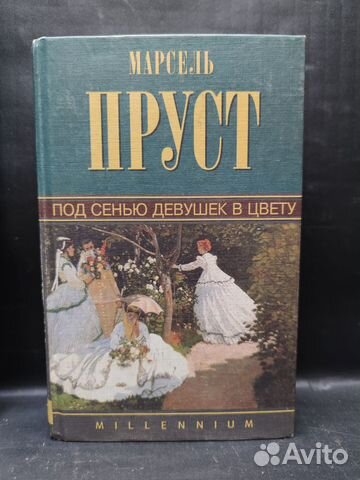 МАРСЕЛЬ
ПРУСТ
ПОД СЕНЬЮ ДЕВУШЕК В ЦВЕТУ
MILLENNIUM
Avito